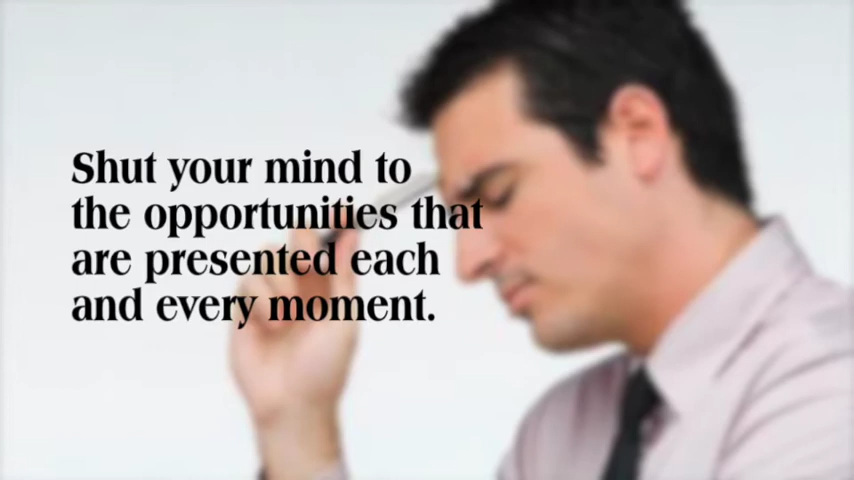 Shut your mind to
the opportunities that
are presented each
and every moment.